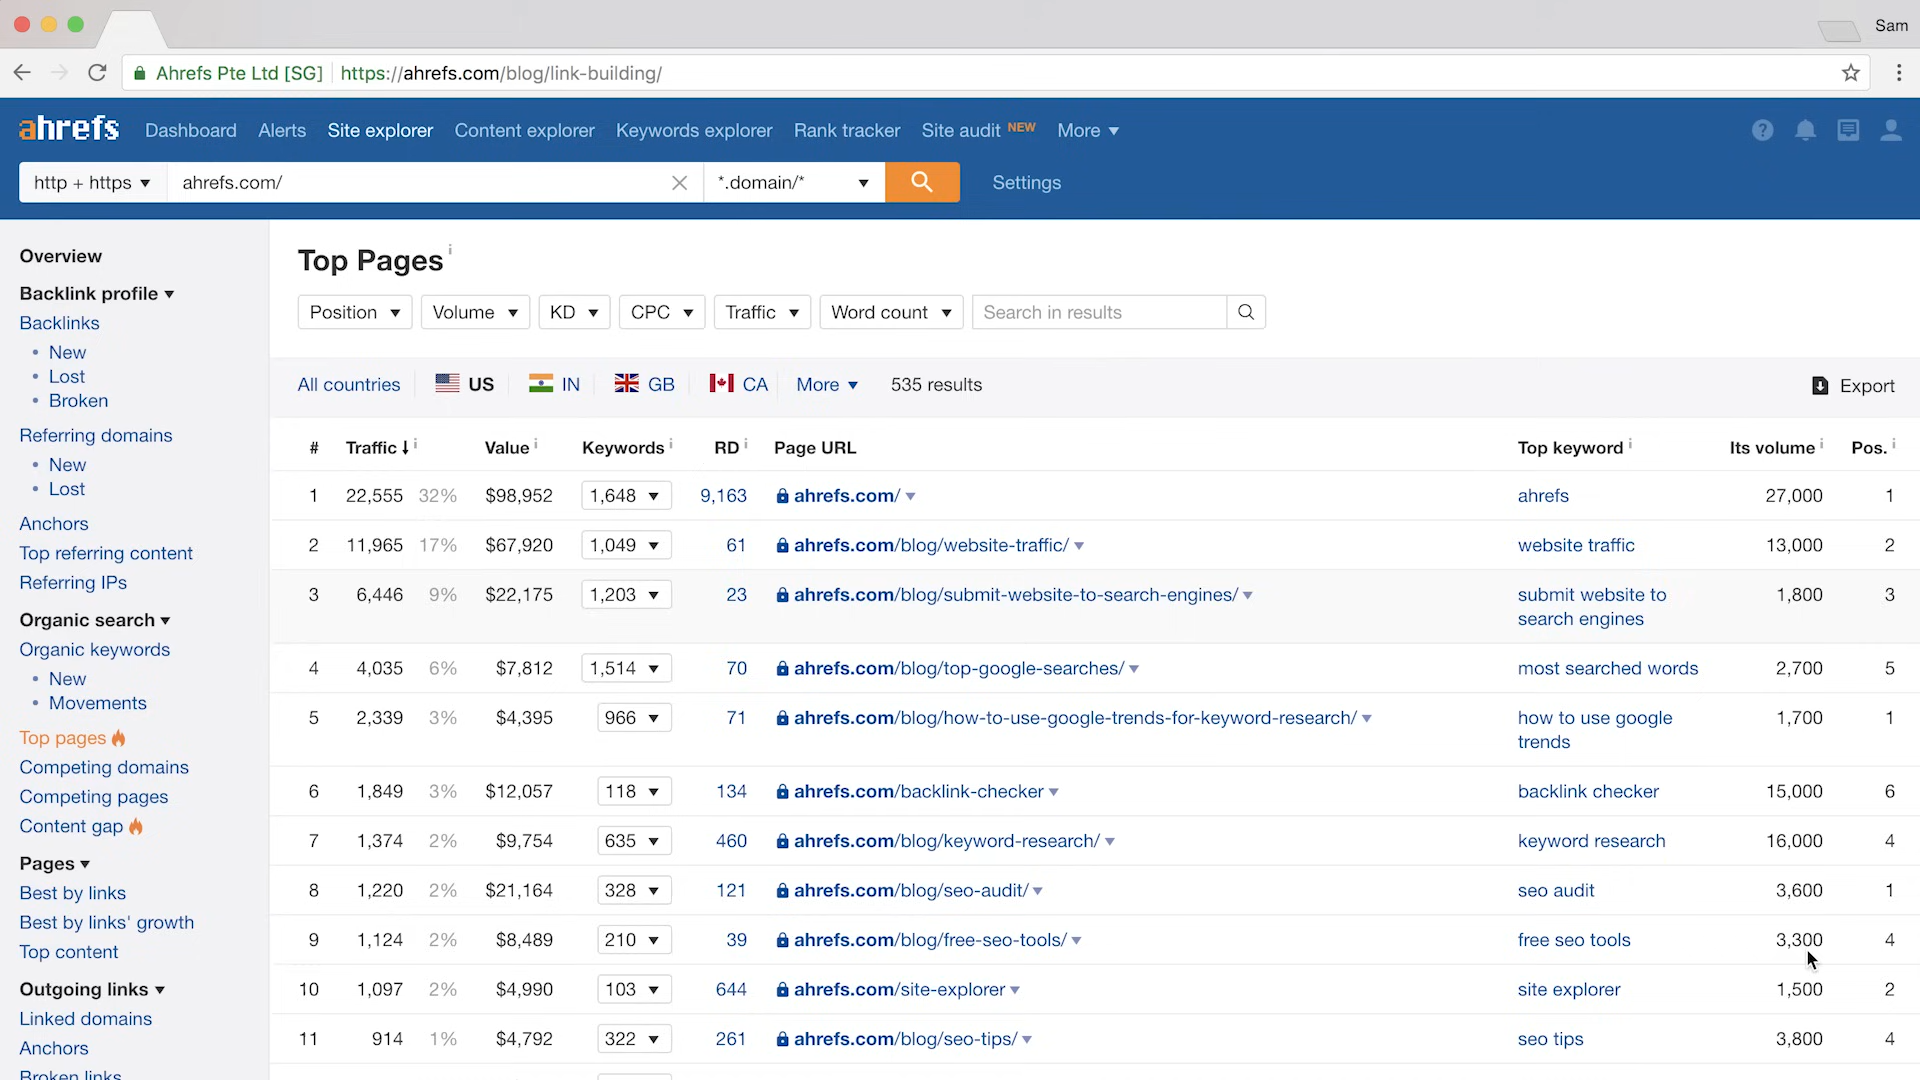 Sam
Ahrefs Pte Ltd [SG] https://ahrefs.com/blog/link-building/
ahrefs Dashboard Alerts Site explorer Content explorer Keywords explorer Rank tracker Site audit NEW More
http + https ahrefs.com/ *.domain/* Settings
Overview
Backlink profile
Backlinks
• New
• Lost
• Broken
Referring domains
• New
• Lost
Anchors
Top referring content
Referring IPs
Organic search
Organic keywords
• New
• Movements
Top pages
Competing domains
Competing pages
Content gap
Pages
Best by links
Best by links' growth
Top content
Outgoing links
Linked domains
Anchors
Broken links
Top Pages i
Position Volume KD CPC Traffic Word count Search in results
All countries US IN GB CA More 535 results Export
# Traffic i Value i Keywords i RD i Page URL Top keyword i Its volume i Pos. i
1 22,555 32% $98,952 1,648 9,163 ahrefs.com/ ahrefs 27,000 1
2 11,965 17% $67,920 1,049 61 ahrefs.com/blog/website-traffic/ website traffic 13,000 2
3 6,446 9% $22,175 1,203 23 ahrefs.com/blog/submit-website-to-search-engines/ submit website to 1,800 3
search engines
4 4,035 6% $7,812 1,514 70 ahrefs.com/blog/top-google-searches/ most searched words 2,700 5
5 2,339 3% $4,395 966 71 ahrefs.com/blog/how-to-use-google-trends-for-keyword-research/ how to use google 1,700 1
trends
6 1,849 3% $12,057 118 134 ahrefs.com/backlink-checker backlink checker 15,000 6
7 1,374 2% $9,754 635 460 ahrefs.com/blog/keyword-research/ keyword research 16,000 4
8 1,220 2% $21,164 328 121 ahrefs.com/blog/seo-audit/ seo audit 3,600 1
9 1,124 2% $8,489 210 39 ahrefs.com/blog/free-seo-tools/ free seo tools 3,300 4
10 1,097 2% $4,990 103 644 ahrefs.com/site-explorer site explorer 1,500 2
11 914 1% $4,792 322 261 ahrefs.com/blog/seo-tips/ seo tips 3,800 4